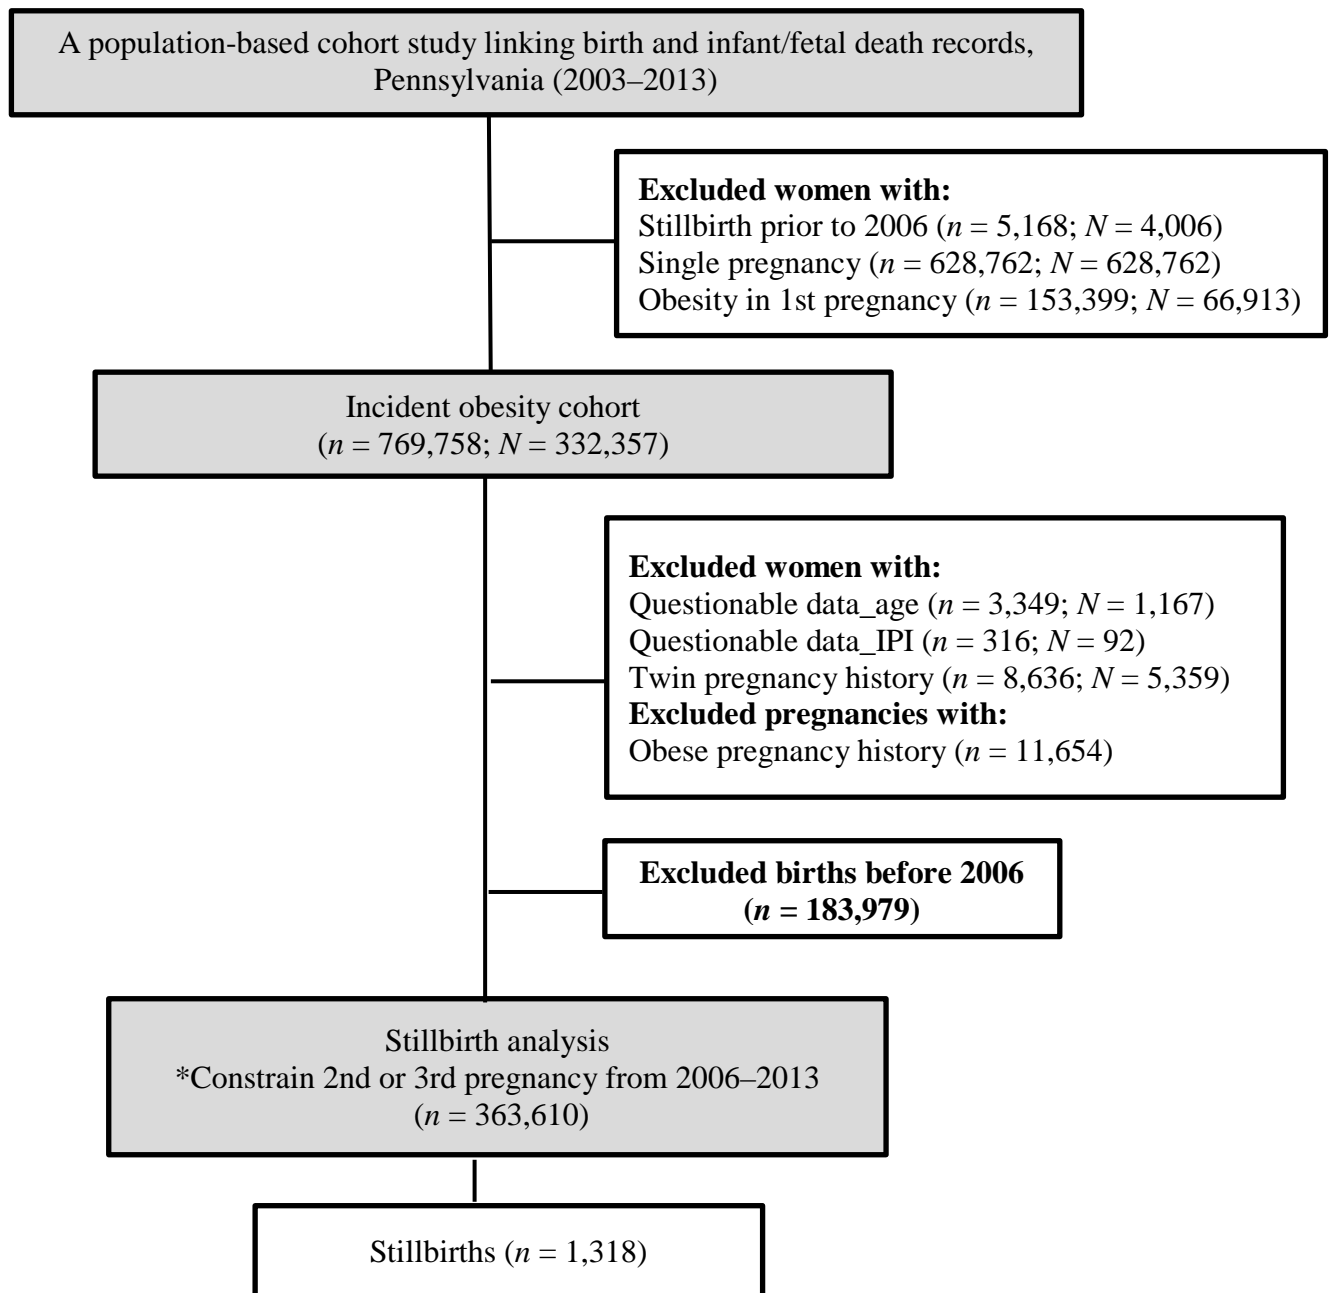 A population-based cohort study linking birth and infant/fetal death records,
Pennsylvania (2003–2013)
Excluded women with:
Stillbirth prior to 2006 (n = 5,168; N = 4,006)
Single pregnancy (n = 628,762; N = 628,762)
Obesity in 1st pregnancy (n = 153,399; N = 66,913)
Incident obesity cohort
(n = 769,758; N = 332,357)
Excluded women with:
Questionable data_age (n = 3,349; N = 1,167)
Questionable data_IPI (n = 316; N = 92)
Twin pregnancy history (n = 8,636; N = 5,359)
Excluded pregnancies with:
Obese pregnancy history (n = 11,654)
Excluded births before 2006
(n = 183,979)
Stillbirth analysis
*Constrain 2nd or 3rd pregnancy from 2006–2013
(n = 363,610)
Stillbirths (n = 1,318)